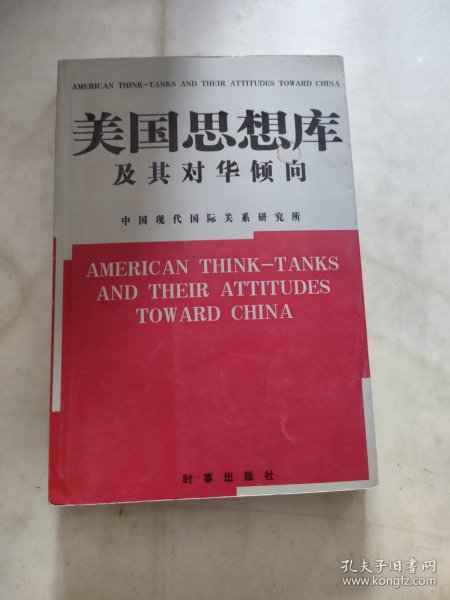 AMERICAN THINK-TANKS AND THEIR ATTITUDES TOWARD CHINA
美国思想库
及其对华倾向
中国现代国际关系研究所
AMERICAN THINK-TANKS
AND THEIR ATTITUDES
TOWARD CHINA
时事出版社
孔夫子旧书网
www.kongfz.com